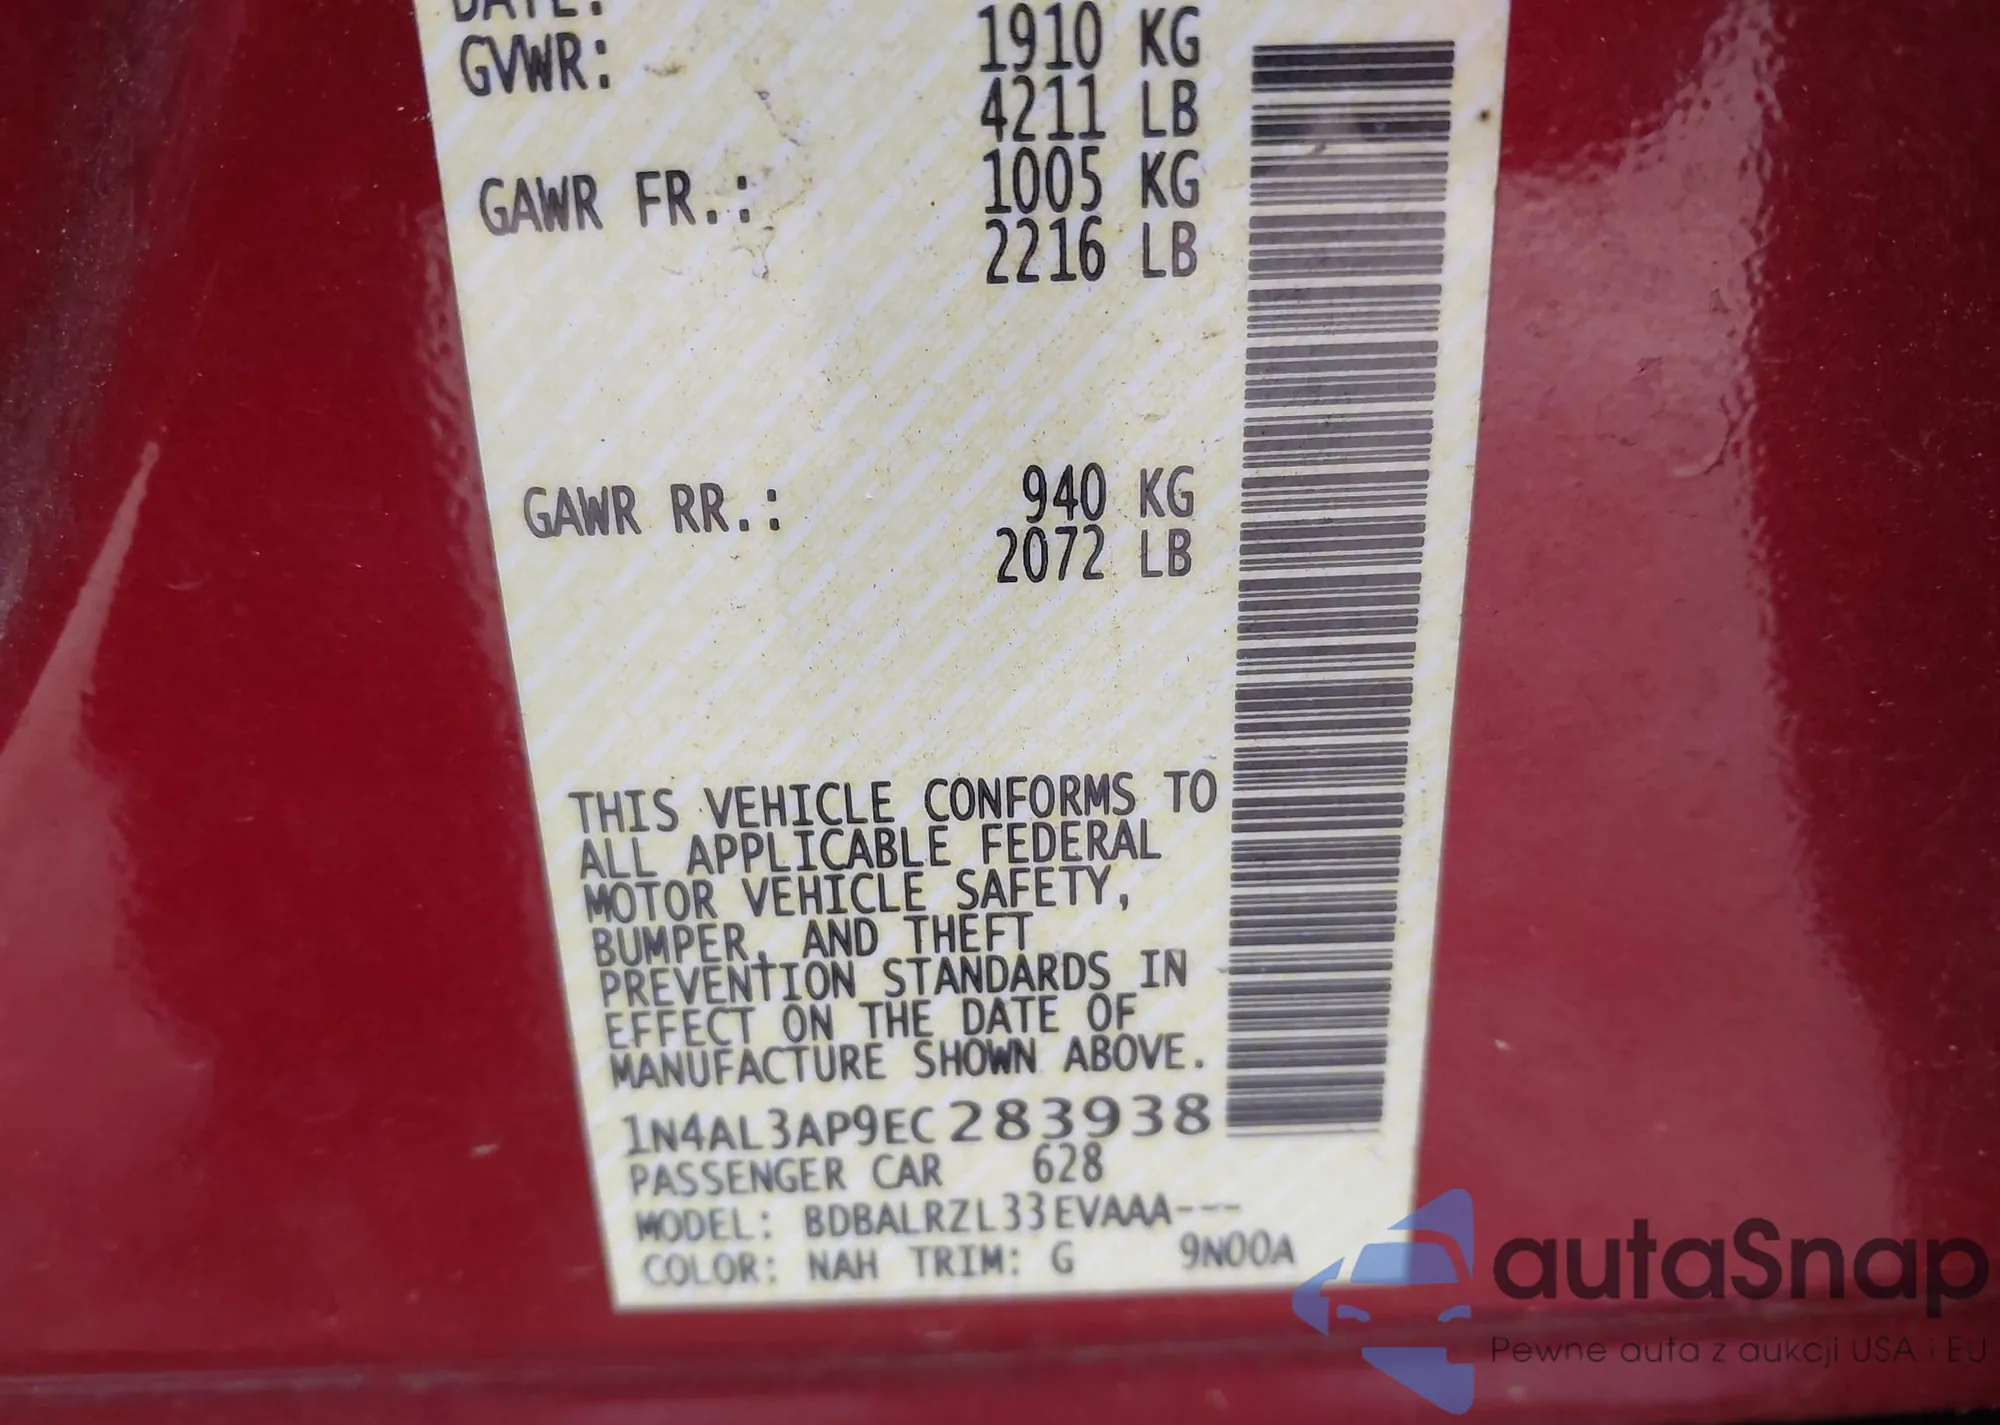 DATE:
GVWR: 1910 KG
4211 LB
GAWR FR.: 1005 KG
2216 LB
GAWR RR.: 940 KG
2072 LB
THIS VEHICLE CONFORMS TO
ALL APPLICABLE FEDERAL
MOTOR VEHICLE SAFETY,
BUMPER, AND THEFT
PREVENTION STANDARDS IN
EFFECT ON THE DATE OF
MANUFACTURE SHOWN ABOVE.
1N4AL3AP9EC283938
PASSENGER CAR 628
MODEL: BDBALRZL33EVAAA---
COLOR: NAH TRIM: G 9N00A
autaSnap
Pewne auta z aukcji USA i EU